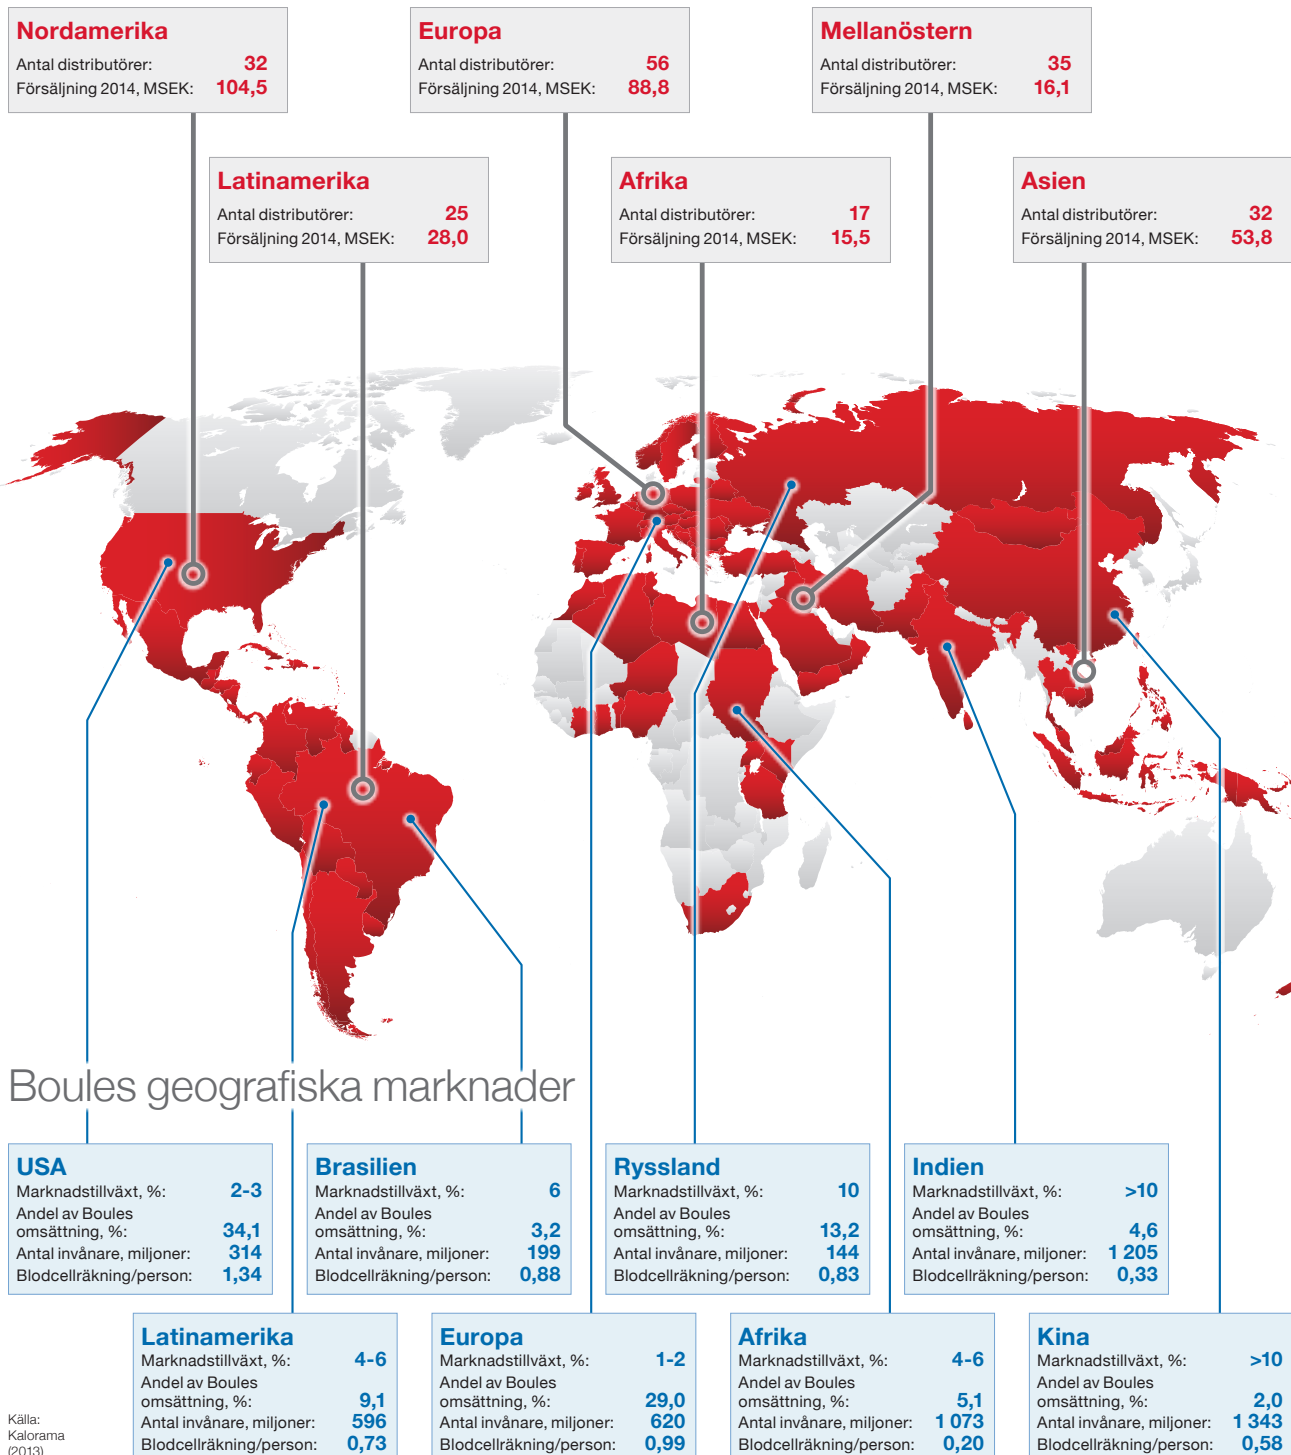 Nordamerika
Antal distributörer: 32
Försäljning 2014, MSEK: 104,5
Europa
Antal distributörer: 56
Försäljning 2014, MSEK: 88,8
Mellanöstern
Antal distributörer: 35
Försäljning 2014, MSEK: 16,1
Latinamerika
Antal distributörer: 25
Försäljning 2014, MSEK: 28,0
Afrika
Antal distributörer: 17
Försäljning 2014, MSEK: 15,5
Asien
Antal distributörer: 32
Försäljning 2014, MSEK: 53,8
Boules geografiska marknader
USA
Marknadstillväxt, %: 2-3
Andel av Boules
omsättning, %: 34,1
Antal invånare, miljoner: 314
Blodcellräkning/person: 1,34
Brasilien
Marknadstillväxt, %: 6
Andel av Boules
omsättning, %: 3,2
Antal invånare, miljoner: 199
Blodcellräkning/person: 0,88
Ryssland
Marknadstillväxt, %: 10
Andel av Boules
omsättning, %: 13,2
Antal invånare, miljoner: 144
Blodcellräkning/person: 0,83
Indien
Marknadstillväxt, %: >10
Andel av Boules
omsättning, %: 4,6
Antal invånare, miljoner: 1 205
Blodcellräkning/person: 0,33
Latinamerika
Marknadstillväxt, %: 4-6
Andel av Boules
omsättning, %: 9,1
Antal invånare, miljoner: 596
Blodcellräkning/person: 0,73
Europa
Marknadstillväxt, %: 1-2
Andel av Boules
omsättning, %: 29,0
Antal invånare, miljoner: 620
Blodcellräkning/person: 0,99
Afrika
Marknadstillväxt, %: 4-6
Andel av Boules
omsättning, %: 5,1
Antal invånare, miljoner: 1 073
Blodcellräkning/person: 0,20
Kina
Marknadstillväxt, %: >10
Andel av Boules
omsättning, %: 2,0
Antal invånare, miljoner: 1 343
Blodcellräkning/person: 0,58
Källa:
Kalorama
(2013)